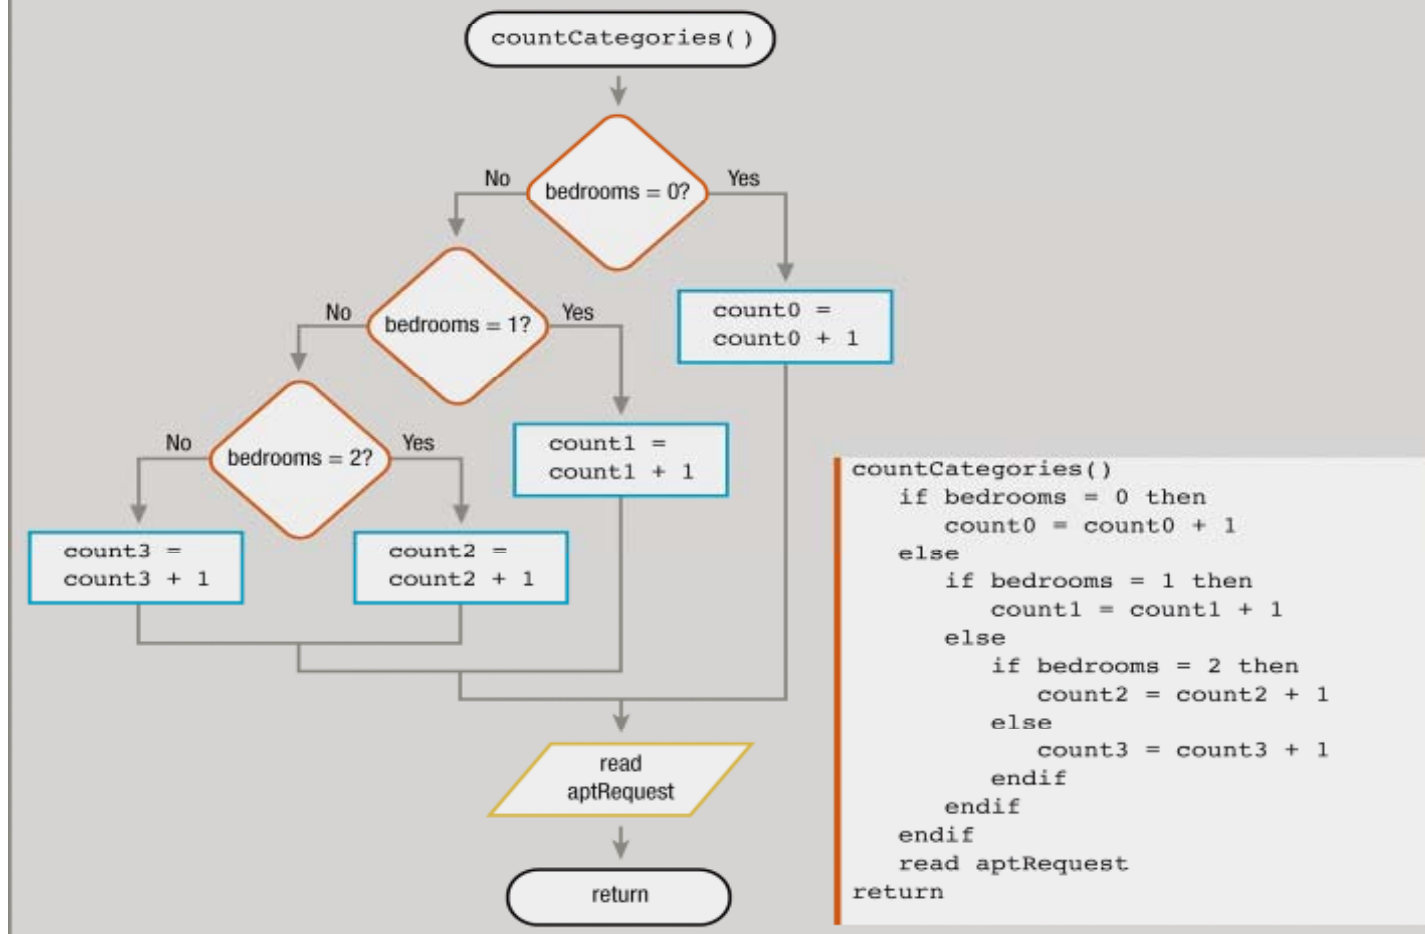 countCategories()
No
bedrooms = 0?
Yes
No
bedrooms = 1?
Yes
count0 =
count0 + 1
No
bedrooms = 2?
Yes
count1 =
count1 + 1
count3 =
count3 + 1
count2 =
count2 + 1
read
aptRequest
return
countCategories()
if bedrooms = 0 then
count0 = count0 + 1
else
if bedrooms = 1 then
count1 = count1 + 1
else
if bedrooms = 2 then
count2 = count2 + 1
else
count3 = count3 + 1
endif
endif
endif
read aptRequest
return